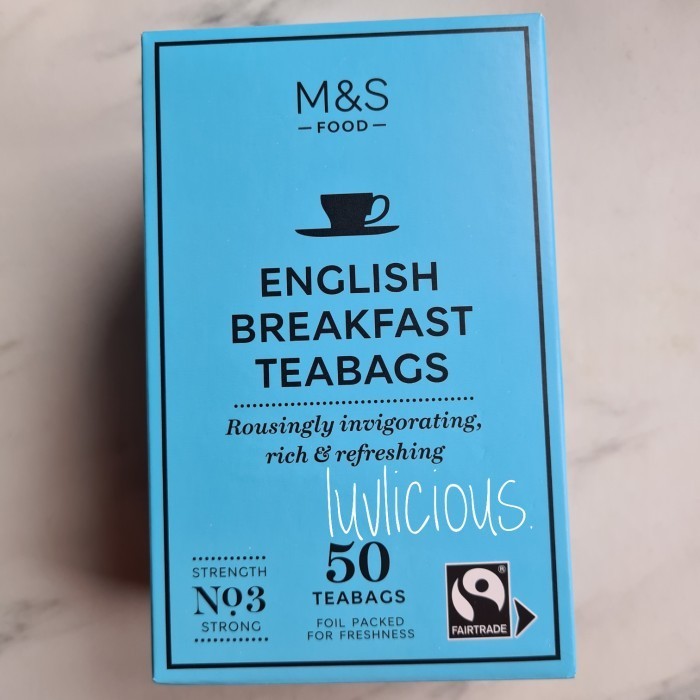 M&S
FOOD
ENGLISH
BREAKFAST
TEABAGS
Rousingly invigorating,
rich & refreshing
luvlicious.
50
TEABAGS
FOIL PACKED
FOR FRESHNESS
STRENGTH
No3
STRONG
FAIRTRADE
®